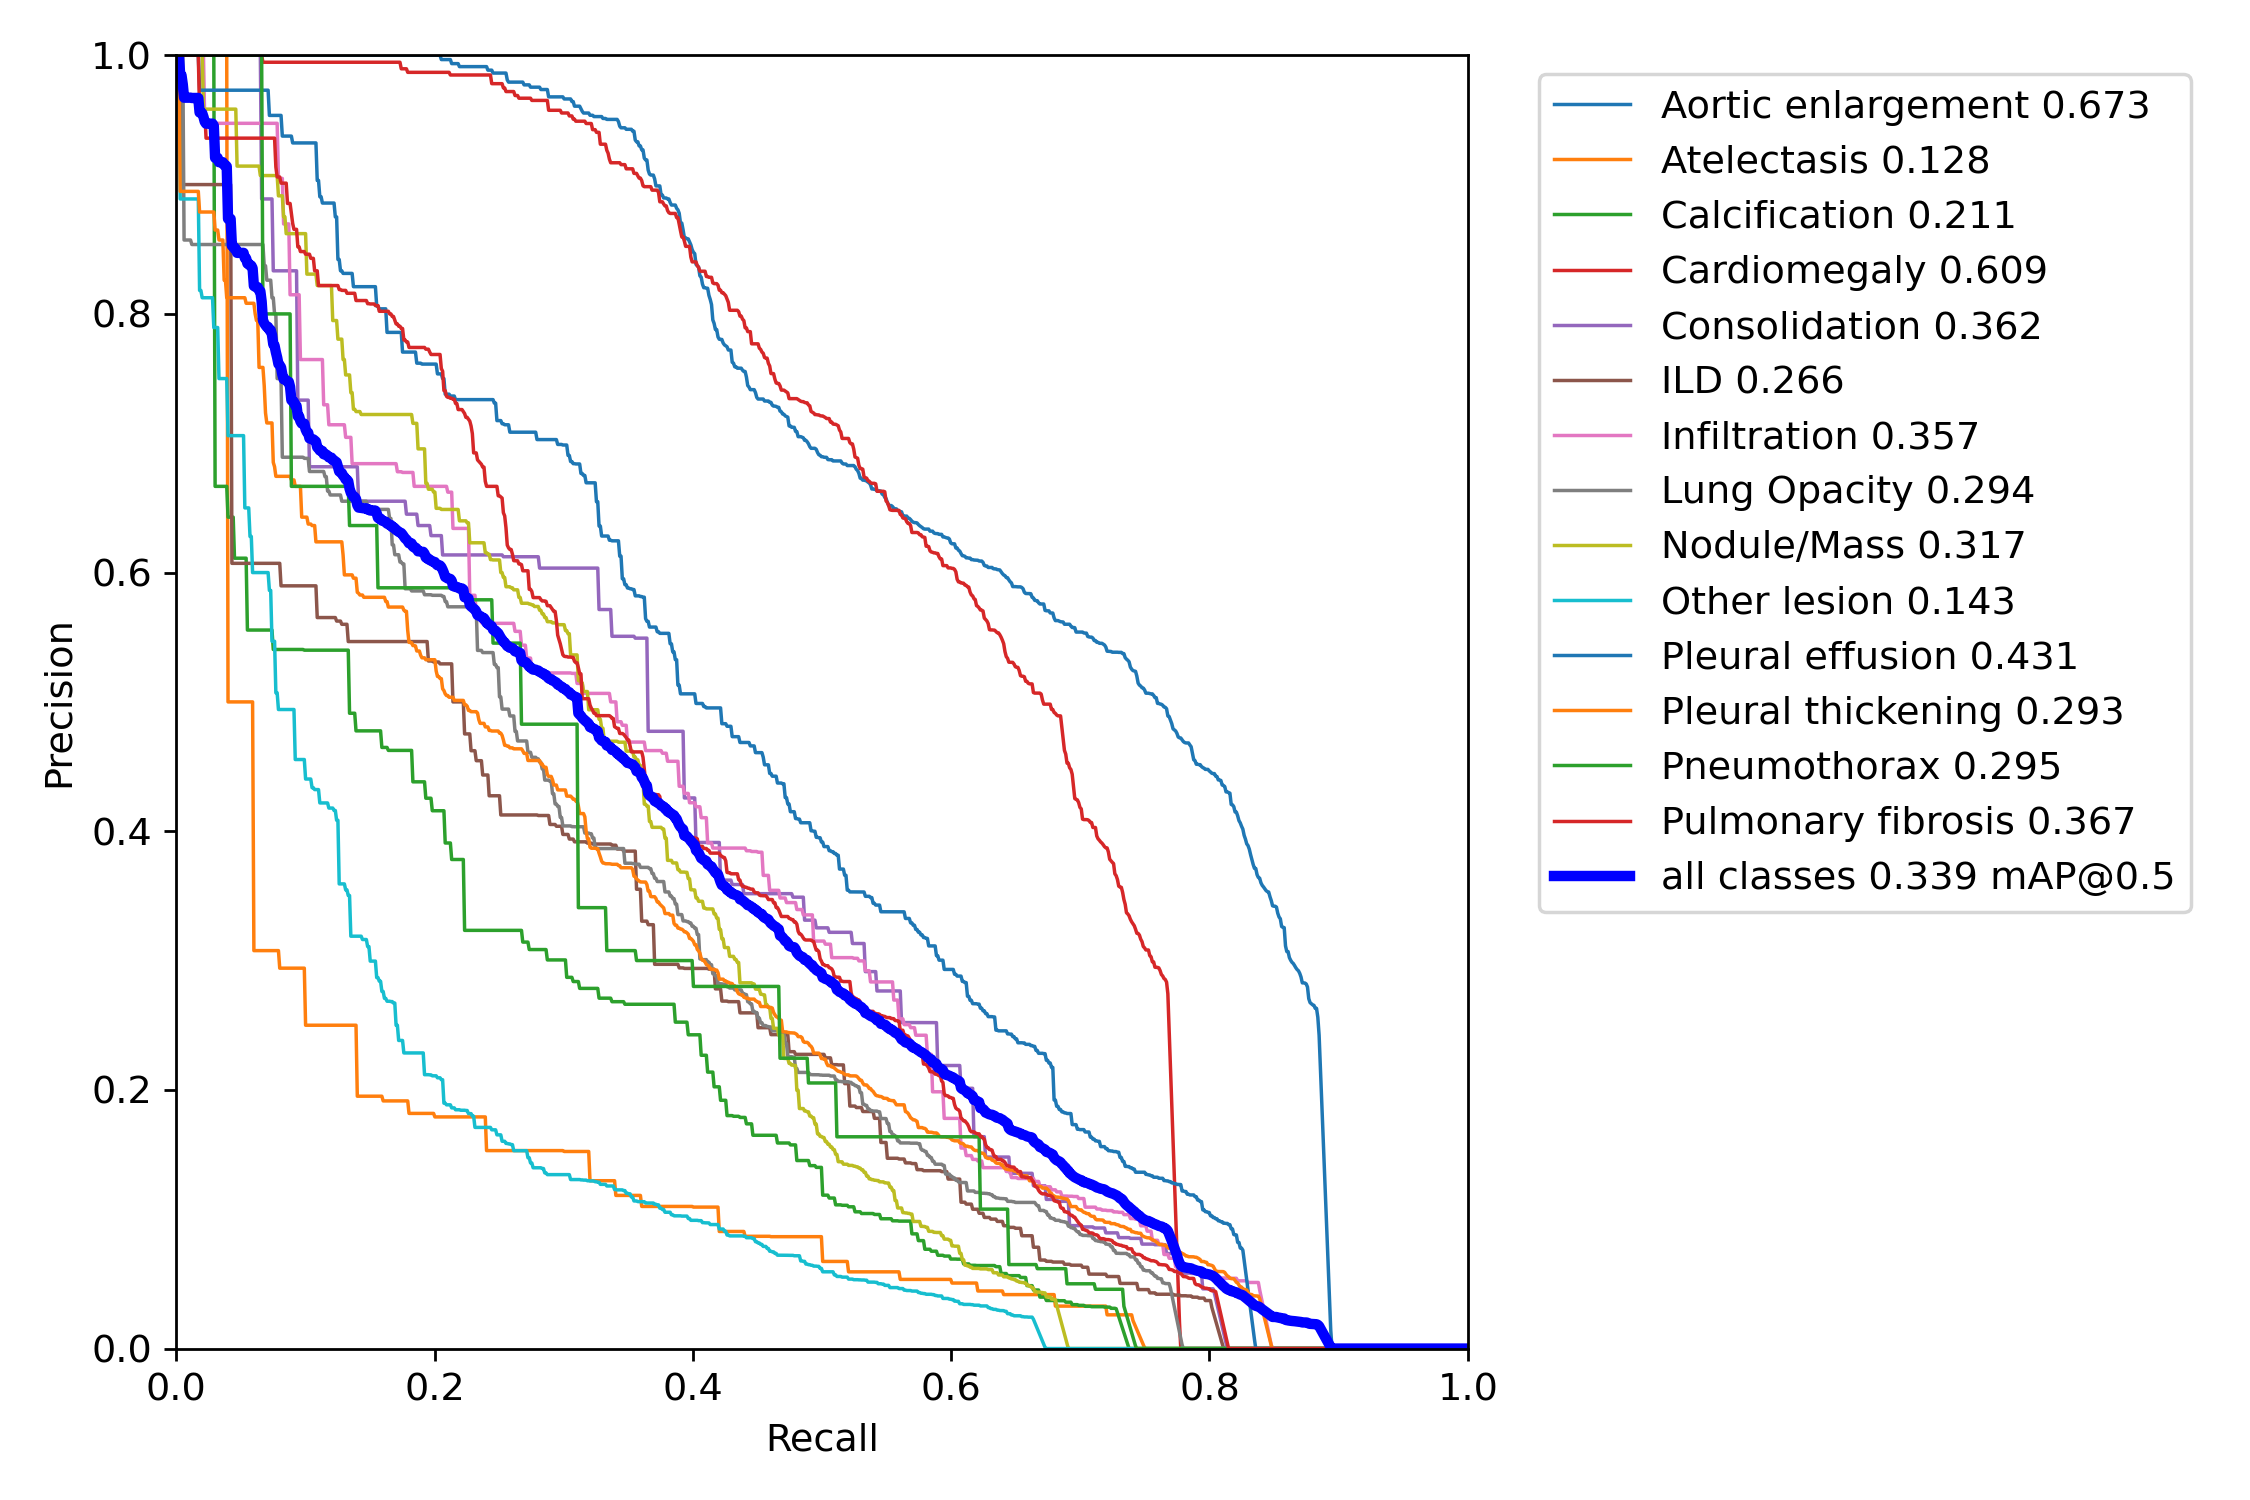 1.0
0.8
0.6
0.4
0.2
0.0
Precision
0.0 0.2 0.4 0.6 0.8 1.0
Recall
Aortic enlargement 0.673
Atelectasis 0.128
Calcification 0.211
Cardiomegaly 0.609
Consolidation 0.362
ILD 0.266
Infiltration 0.357
Lung Opacity 0.294
Nodule/Mass 0.317
Other lesion 0.143
Pleural effusion 0.431
Pleural thickening 0.293
Pneumothorax 0.295
Pulmonary fibrosis 0.367
all classes 0.339 mAP@0.5